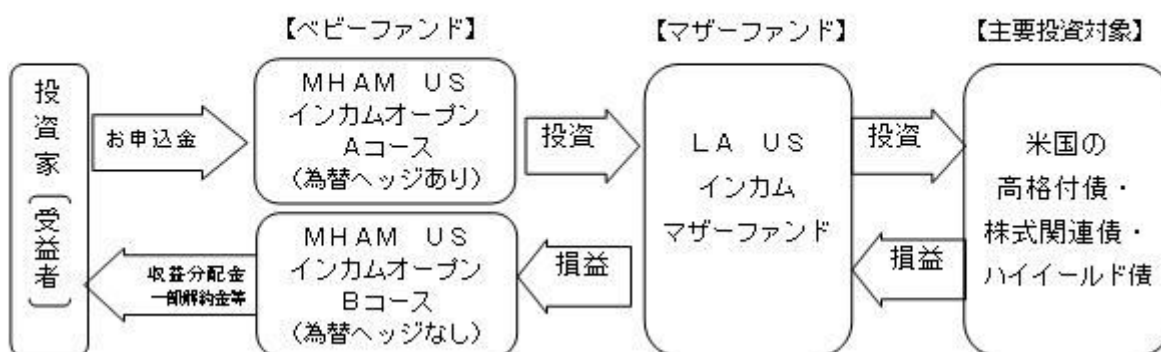 【ベビーファンド】
【マザーファンド】
【主要投資対象】
投資家
〔受益者〕
お申込金
収益分配金
一部解約金等
MHAM US
インカムオープン
Aコース
(為替ヘッジあり)
MHAM US
インカムオープン
Bコース
(為替ヘッジなし)
投資
損益
LA US
インカム
マザーファンド
投資
損益
米国の
高格付債・
株式関連債・
ハイイールド債